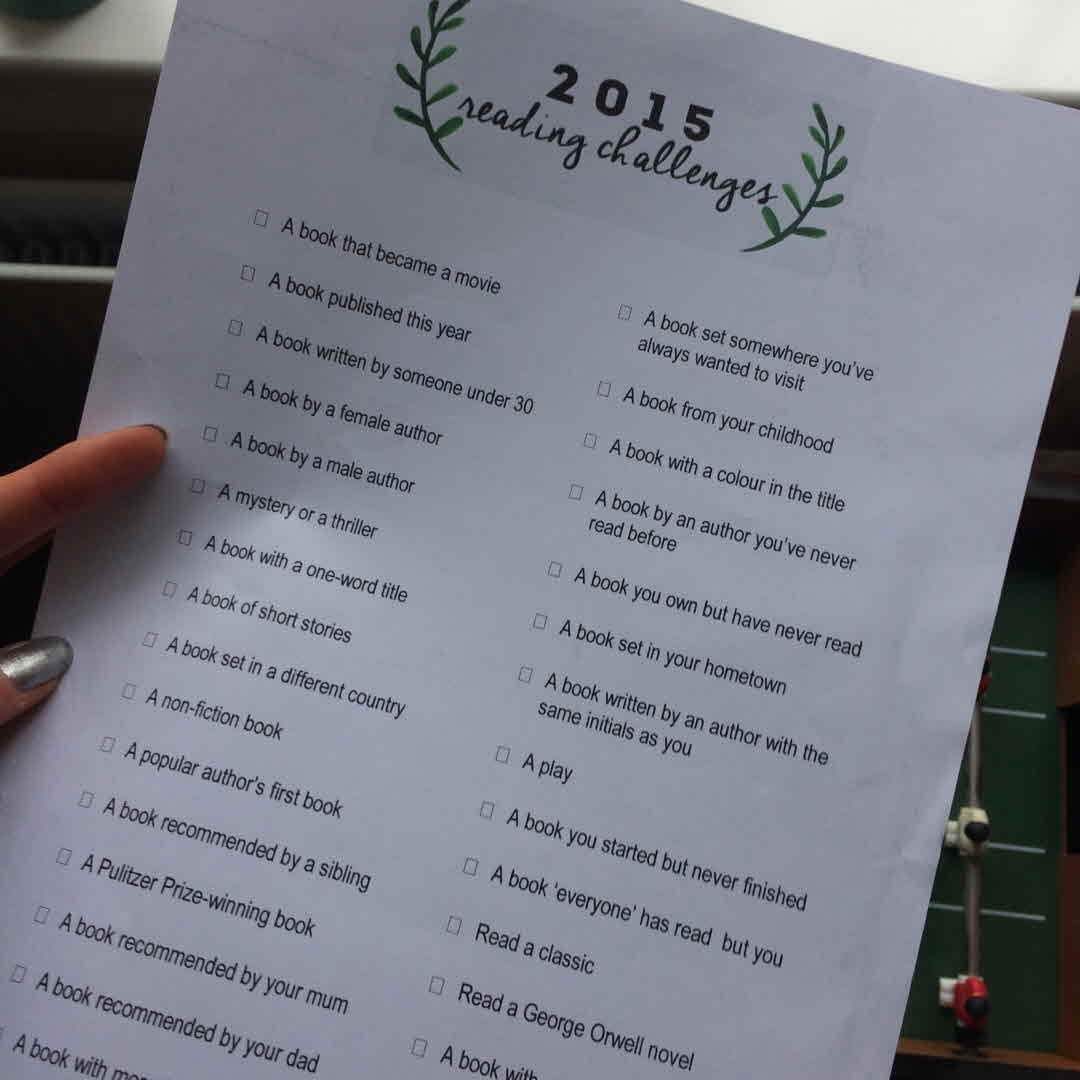 2015
reading challenges
☐ A book that became a movie
☐ A book published this year
☐ A book written by someone under 30
☐ A book by a female author
☐ A book by a male author
☐ A mystery or a thriller
☐ A book with a one-word title
☐ A book of short stories
☐ A book set in a different country
☐ A non-fiction book
☐ A popular author's first book
☐ A book recommended by a sibling
☐ A Pulitzer Prize-winning book
☐ A book recommended by your mum
☐ A book recommended by your dad
A book with
☐ A book set somewhere you've
always wanted to visit
☐ A book from your childhood
☐ A book with a colour in the title
☐ A book by an author you've never
read before
☐ A book you own but have never read
☐ A book set in your hometown
☐ A book written by an author with the
same initials as you
☐ A play
☐ A book you started but never finished
☐ A book 'everyone' has read but you
☐ Read a classic
☐ Read a George Orwell novel
☐ A book with